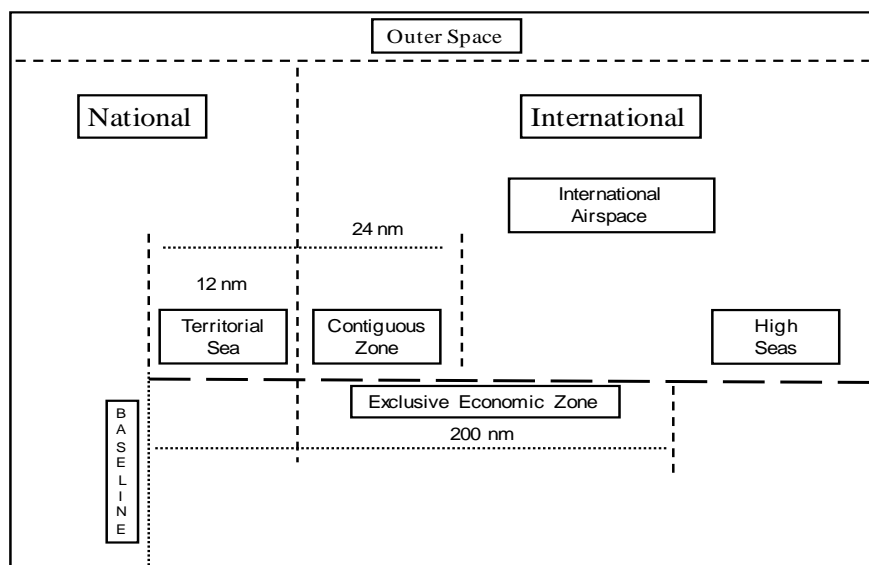 Outer Space
National
International
International
Airspace
24 nm
12 nm
Territorial
Sea
Contiguous
Zone
High
Seas
Exclusive Economic Zone
200 nm
BASELINE